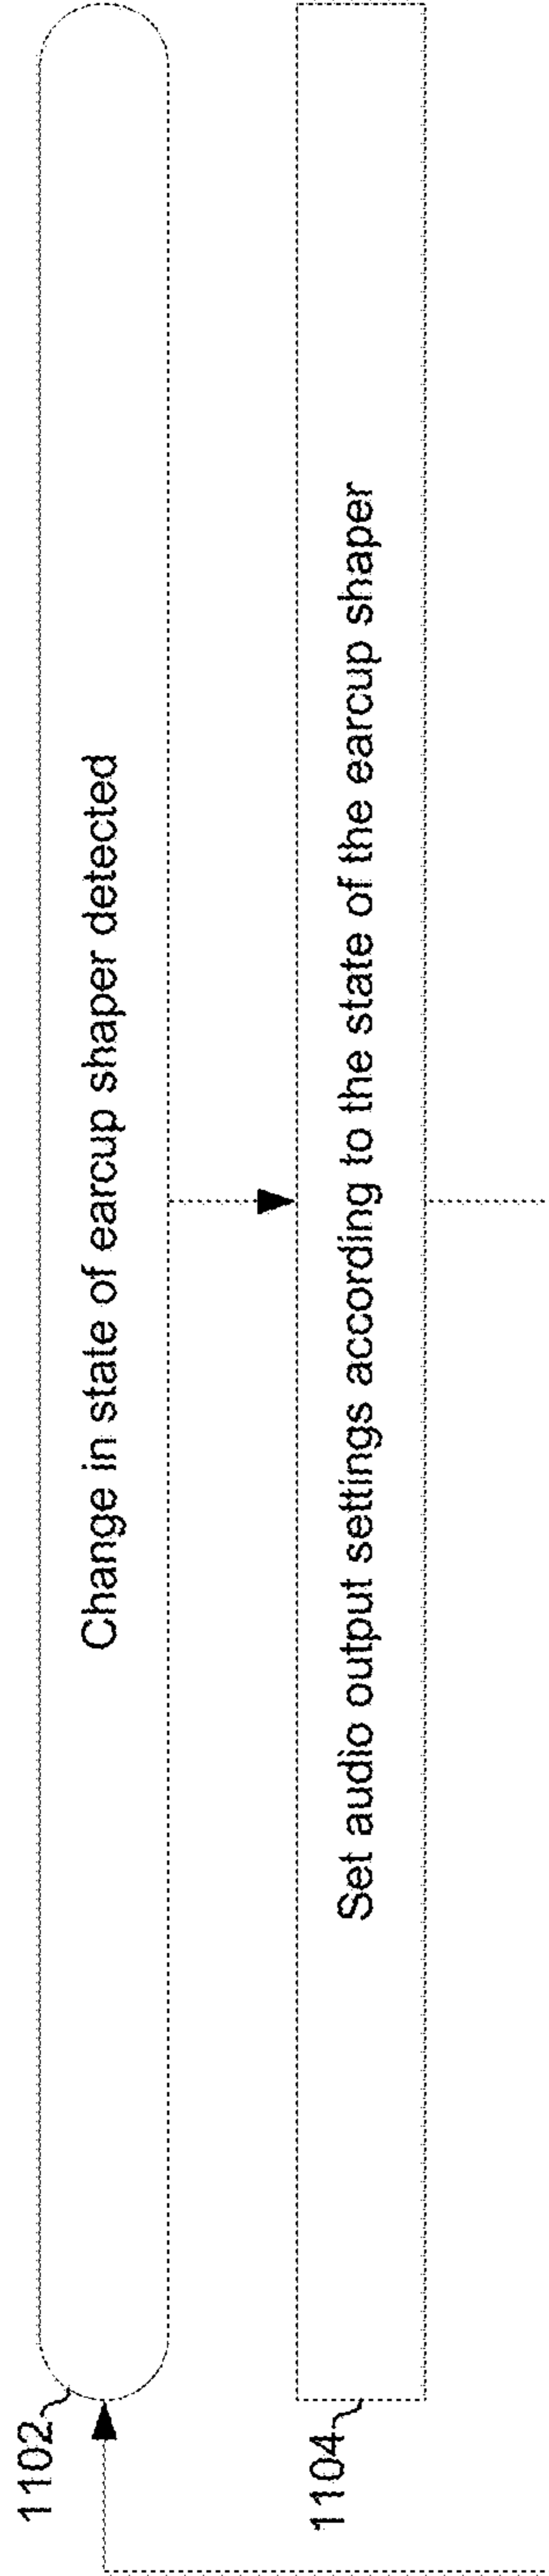 1102
Change in state of earcup shaper detected
1104
Set audio output settings according to the state of the earcup shaper